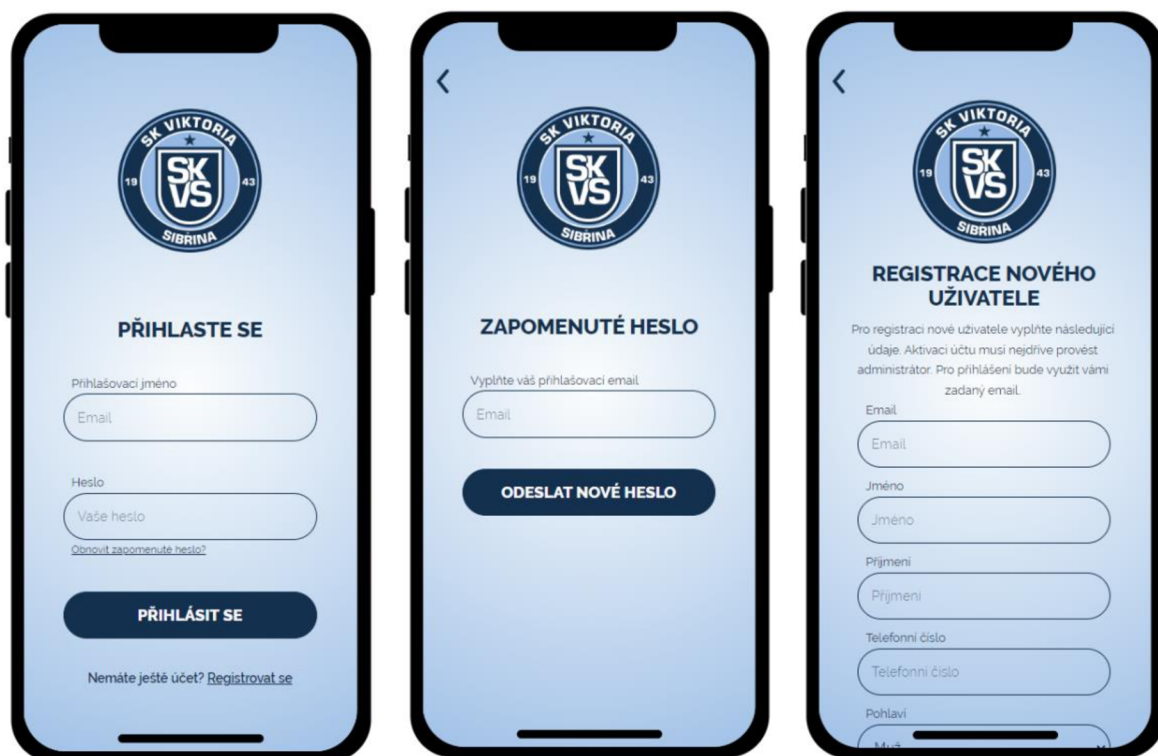 SK VIKTORIA
19
43
SK
VS
SIBŘINA
PŘIHLASTE SE
Přihlašovací jméno
Email
Heslo
Vaše heslo
Obnovit zapomenuté heslo?
PŘIHLÁSIT SE
Nemáte ještě účet? Registrovat se
SK VIKTORIA
19
43
SK
VS
SIBŘINA
ZAPOMENUTÉ HESLO
Vyplňte váš přihlašovací email
Email
ODESLAT NOVÉ HESLO
SK VIKTORIA
19
43
SK
VS
SIBŘINA
REGISTRACE NOVÉHO
UŽIVATELE
Pro registraci nové uživatele vyplňte následující
údaje. Aktivaci účtu musí nejdříve provést
administrátor. Pro přihlášení bude využit vámi
zadaný email.
Email
Email
Jméno
Jméno
Příjmení
Příjmení
Telefonní číslo
Telefonní číslo
Pohlaví
Muž